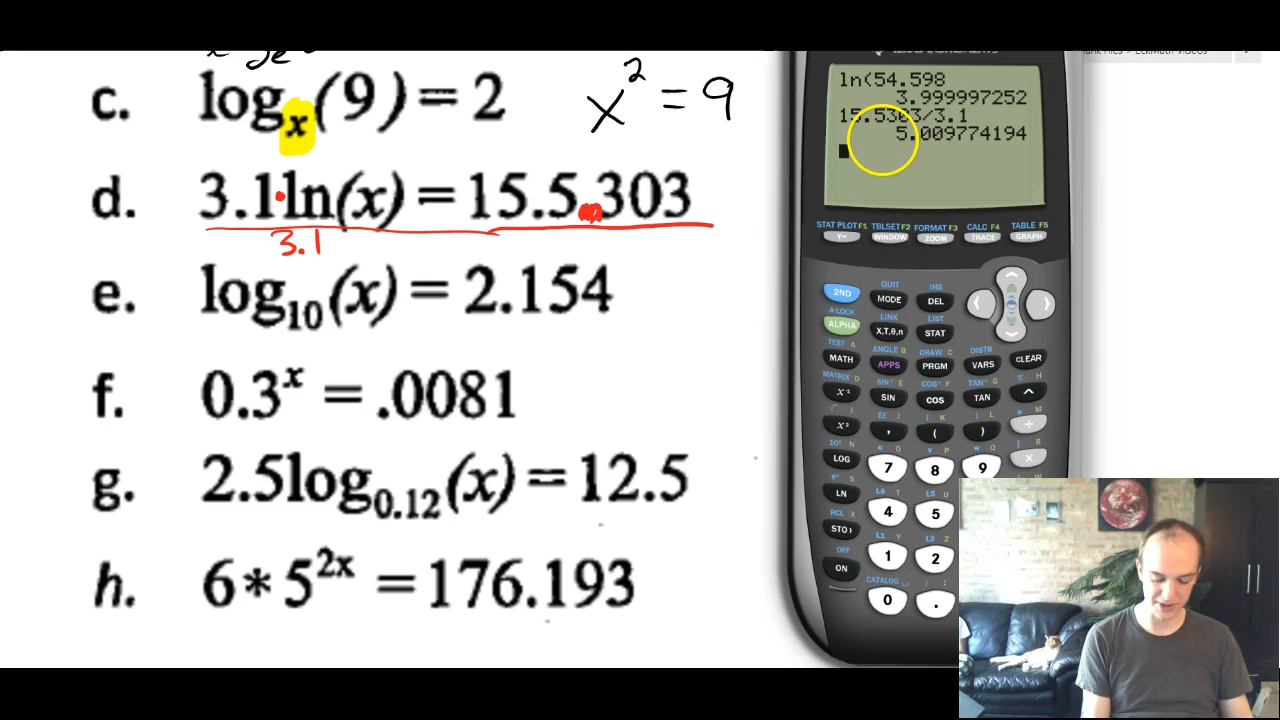 c. log_x(9) = 2 x² = 9
d. 3.1·ln(x) = 15.5 303
3.1
e. log₁₀(x) = 2.154
f. 0.3ˣ = .0081
g. 2.5log₀.₁₂(x) = 12.5
h. 6 * 5²ˣ = 176.193
ln(54.598
3.999997252
15.5303/3.1
5.009774194
STAT PLOT F1 TBLSET F2 FORMAT F3 CALC F4 TABLE F5
Y= WINDOW ZOOM TRACE GRAPH
QUIT INS
2ND MODE DEL
A-LOCK LINK LIST
ALPHA X,T,θ,n STAT
TEST A ANGLE B DRAW C DISTR
MATH APPS PRGM VARS CLEAR
MATRIX D SIN⁻¹ E COS⁻¹ F TAN⁻¹ G π H
x⁻¹ SIN COS TAN ^
√ I EE J { K } L e M
x² , ( ) ÷
10ˣ N u O v P w Q [ R
LOG 7 8 9 ×
eˣ S L4 T L5 U
LN 4 5
RCL X L1 Y L2 Z
STO› 1 2
OFF CATALOG ⎵ i :
ON 0 .